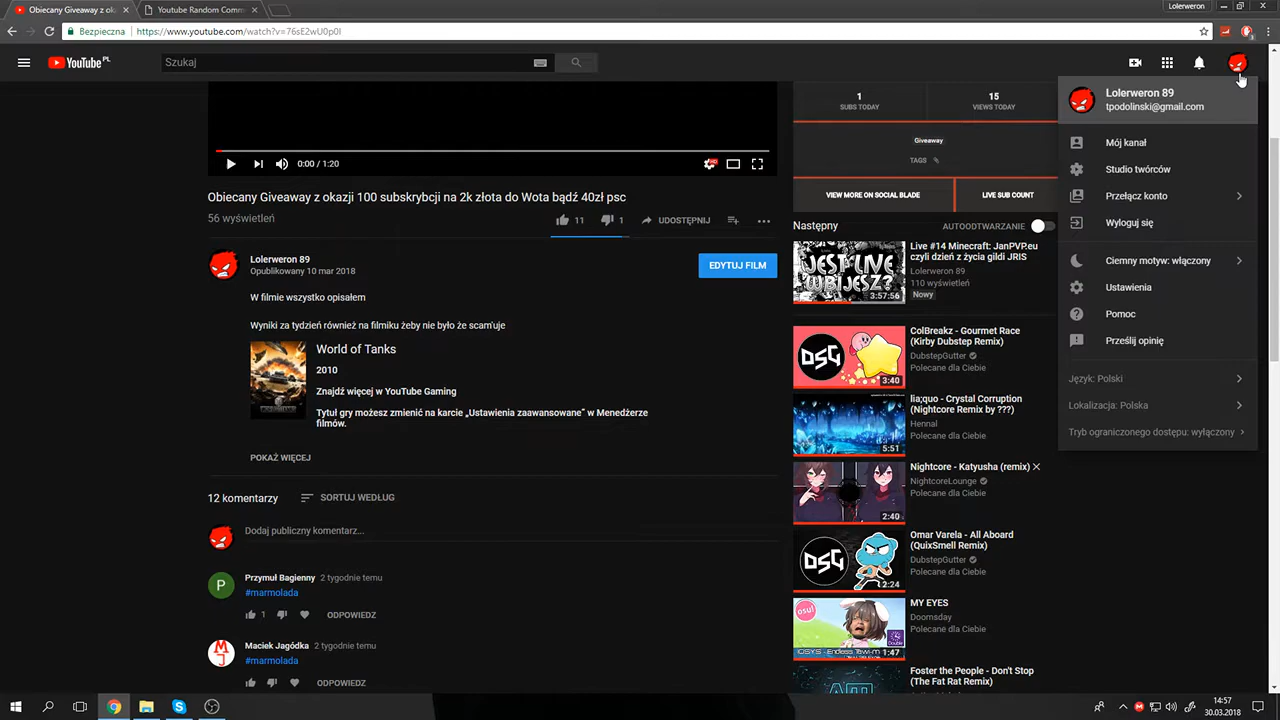 Obiecany Giveaway z ok
Youtube Random Com
Lolerweron
Bezpieczna
https://www.youtube.com/watch?v=76sE2wU0p0I
YouTube PL
Szukaj
Lolerweron 89
tpodolinski@gmail.com
Mój kanał
Studio twórców
Przełącz konto
Wyloguj się
Ciemny motyw: włączony
Ustawienia
Pomoc
Prześlij opinię
Język: Polski
Lokalizacja: Polska
Tryb ograniczonego dostępu: wyłączony
0:00 / 1:20
HD
Obiecany Giveaway z okazji 100 subskrybcji na 2k złota do Wota bądź 40zł psc
56 wyświetleń
11
1
UDOSTĘPNIJ
Lolerweron 89
Opublikowany 10 mar 2018
EDYTUJ FILM
W filmie wszystko opisałem
Wyniki za tydzień również na filmiku żeby nie było że scam'uje
World of Tanks
2010
Znajdź więcej w YouTube Gaming
Tytuł gry możesz zmienić na karcie „Ustawienia zaawansowane" w Menedżerze
filmów.
POKAŻ WIĘCEJ
12 komentarzy
SORTUJ WEDŁUG
Dodaj publiczny komentarz...
P
Przymuł Bagienny 2 tygodnie temu
#marmolada
1
ODPOWIEDZ
Maciek Jagódka 2 tygodnie temu
#marmolada
ODPOWIEDZ
1
SUBS TODAY
15
VIEWS TODAY
Giveaway
TAGS
VIEW MORE ON SOCIAL BLADE
LIVE SUB COUNT
Następny
AUTOODTWARZANIE
JEST LIVE
WBIJESZ?
3:57:56
Live #14 Minecraft: JanPVP.eu
czyli dzień z życia gildi JRIS
Lolerweron 89
110 wyświetleń
Nowy
DSG
3:40
ColBreakz - Gourmet Race
(Kirby Dubstep Remix)
DubstepGutter
Polecane dla Ciebie
5:51
lia;quo - Crystal Corruption
(Nightcore Remix by ???)
Hennal
Polecane dla Ciebie
2:40
Nightcore - Katyusha (remix)
NightcoreLounge
Polecane dla Ciebie
DSG
2:24
Omar Varela - All Aboard
(QuixSmell Remix)
DubstepGutter
Polecane dla Ciebie
osu!
IOSYS - Endless Tewi-m
1:47
MY EYES
Doomsday
Polecane dla Ciebie
Foster the People - Don't Stop
(The Fat Rat Remix)
14:57
30.03.2018